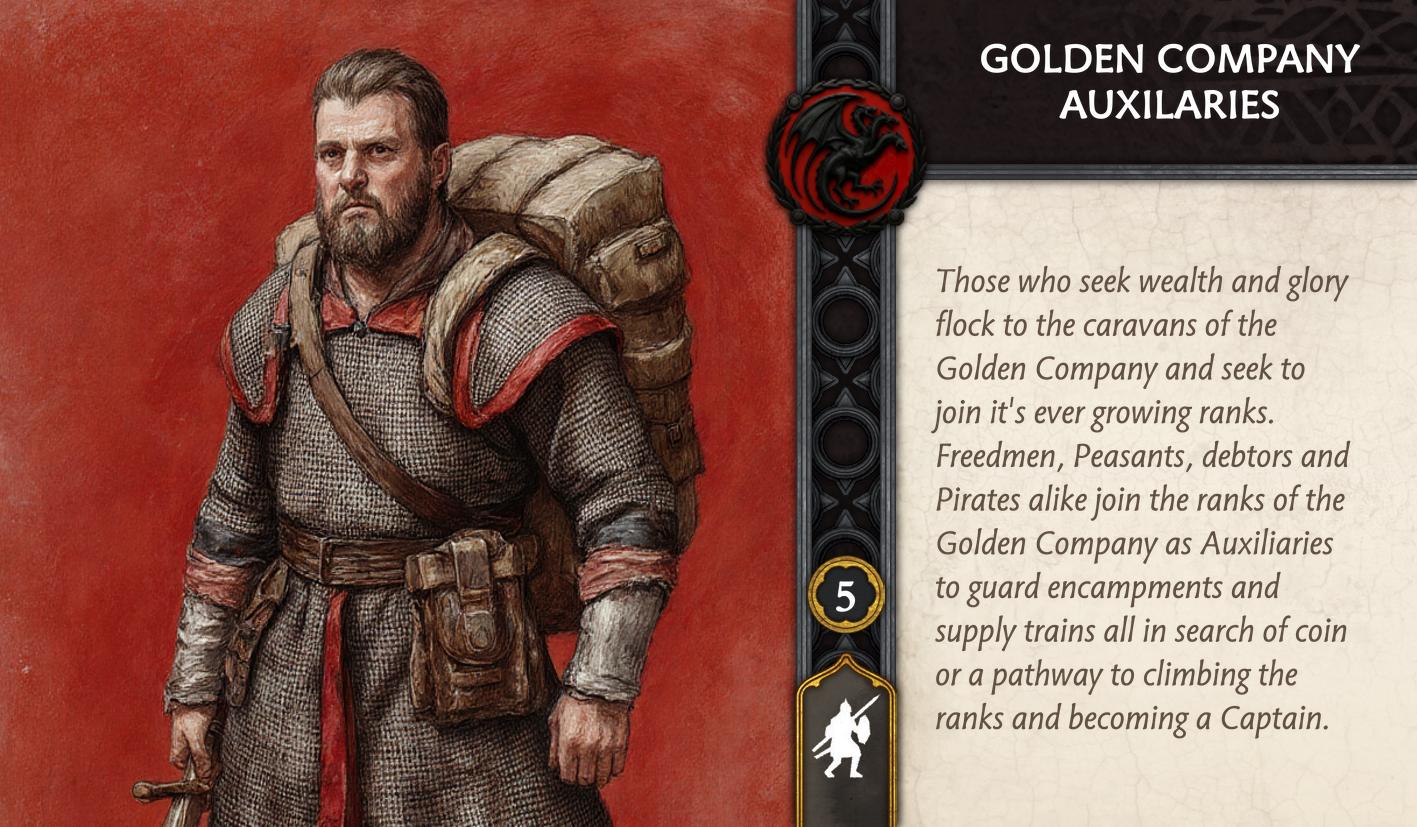 GOLDEN COMPANY
AUXILARIES
Those who seek wealth and glory
flock to the caravans of the
Golden Company and seek to
join it's ever growing ranks.
Freedmen, Peasants, debtors and
Pirates alike join the ranks of the
Golden Company as Auxiliaries
to guard encampments and
supply trains all in search of coin
or a pathway to climbing the
ranks and becoming a Captain.
5